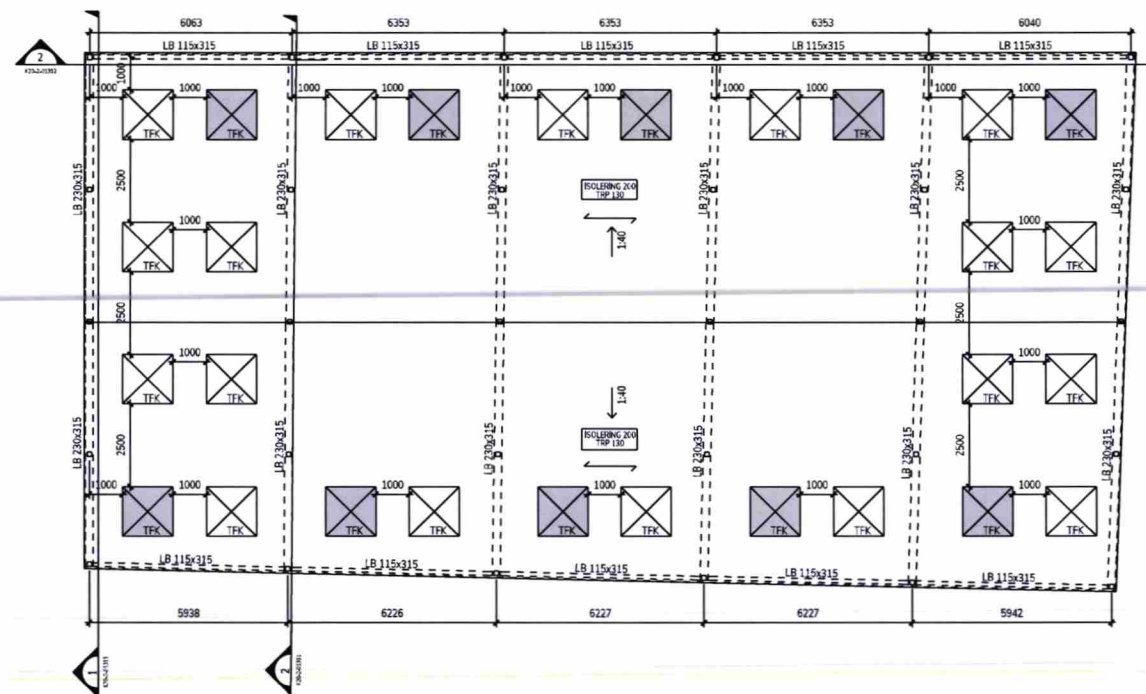 6063 6353 6353 6353 6040
LB 115x315 LB 115x315 LB 115x315 LB 115x315 LB 115x315
2
1000
1000 1000 1000 1000 1000 1000 1000 1000 1000 1000
TFK TFK TFK TFK TFK TFK TFK TFK TFK TFK
2500 2500
LB 230x315 LB 230x315 LB 230x315 LB 230x315 LB 230x315 LB 230x315
ISOLERING 200
TRP 130
1:40
1000 1000
TFK TFK TFK TFK
2500 2500
1000 1000
TFK TFK TFK TFK
1:40
ISOLERING 200
TRP 130
2500 2500
LB 230x315 LB 230x315 LB 230x315 LB 230x315 LB 230x315 LB 230x315
1000 1000 1000 1000 1000 1000
TFK TFK TFK TFK TFK TFK TFK TFK TFK TFK
LB 115x315 LB 115x315 LB 115x315 LB 115x315 LB 115x315
5938 6226 6227 6227 5942
1 2